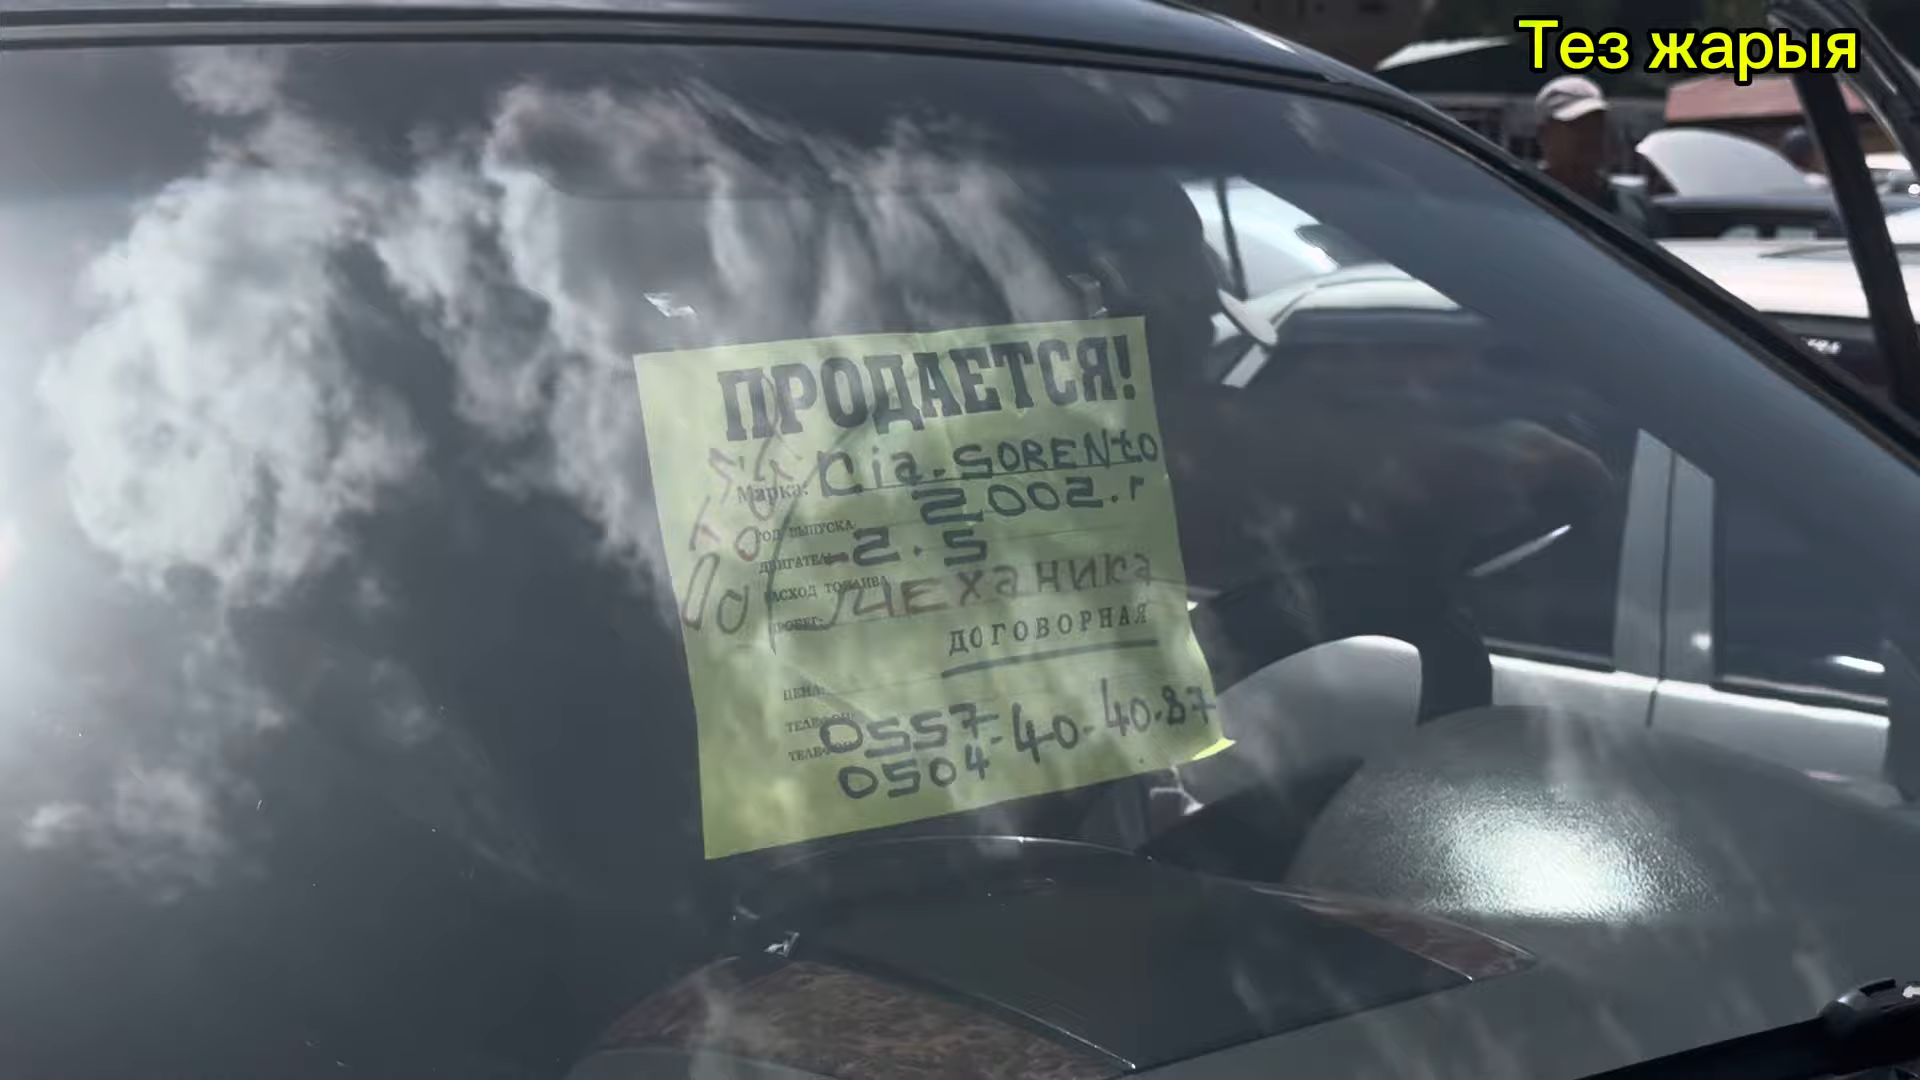 Тез жарыя
ПРОДАЕТСЯ!
Марка: Cia. SORENtO
ГОД ВЫПУСКА: 2002.г
ДВИГАТЕЛЬ 2.5
РАСХОД ТОПЛИВА
ПРОБЕГ: МЕХаНИКа
ДОГОВОРНАЯ
ЦЕНА:
ТЕЛЕФОН: 0557-40-40-87
ТЕЛЕФОН: 0504